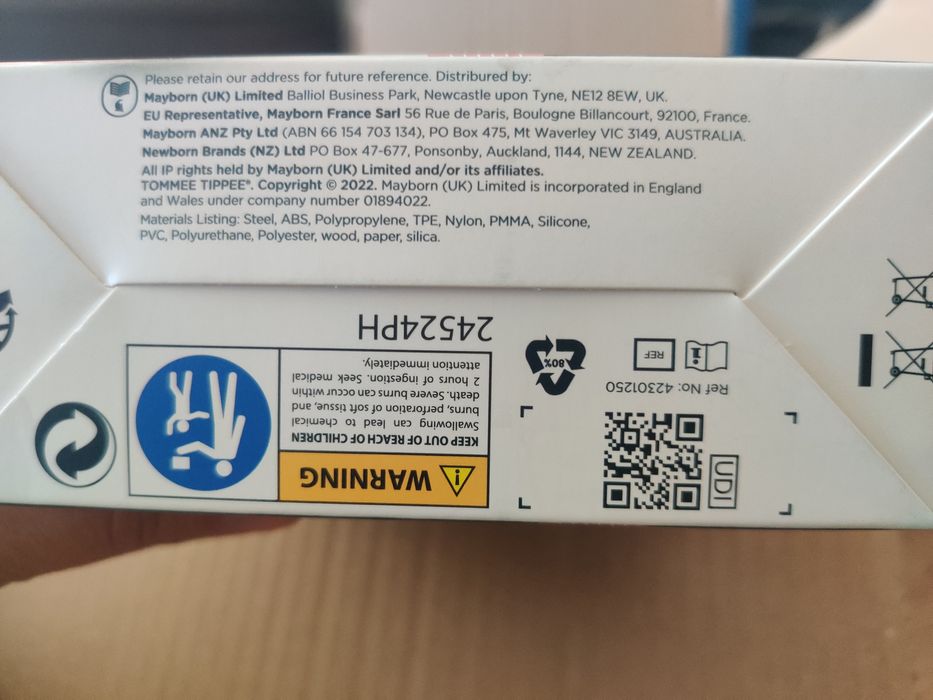 Please retain our address for future reference. Distributed by:
Mayborn (UK) Limited Balliol Business Park, Newcastle upon Tyne, NE12 8EW, UK.
EU Representative, Mayborn France Sarl 56 Rue de Paris, Boulogne Billancourt, 92100, France.
Mayborn ANZ Pty Ltd (ABN 66 154 703 134), PO Box 475, Mt Waverley VIC 3149, AUSTRALIA.
Newborn Brands (NZ) Ltd PO Box 47-677, Ponsonby, Auckland, 1144, NEW ZEALAND.
All IP rights held by Mayborn (UK) Limited and/or its affiliates.
TOMMEE TIPPEE®. Copyright © 2022. Mayborn (UK) Limited is incorporated in England
and Wales under company number 01894022.
Materials Listing: Steel, ABS, Polypropylene, TPE, Nylon, PMMA, Silicone,
PVC, Polyurethane, Polyester, wood, paper, silica.
UDI
Ref No: 42301250
REF
80%
WARNING
KEEP OUT OF REACH OF CHILDREN
Swallowing can lead to chemical
burns, perforation of soft tissue, and
death. Severe burns can occur within
2 hours of ingestion. Seek medical
attention immediately.
24524PH